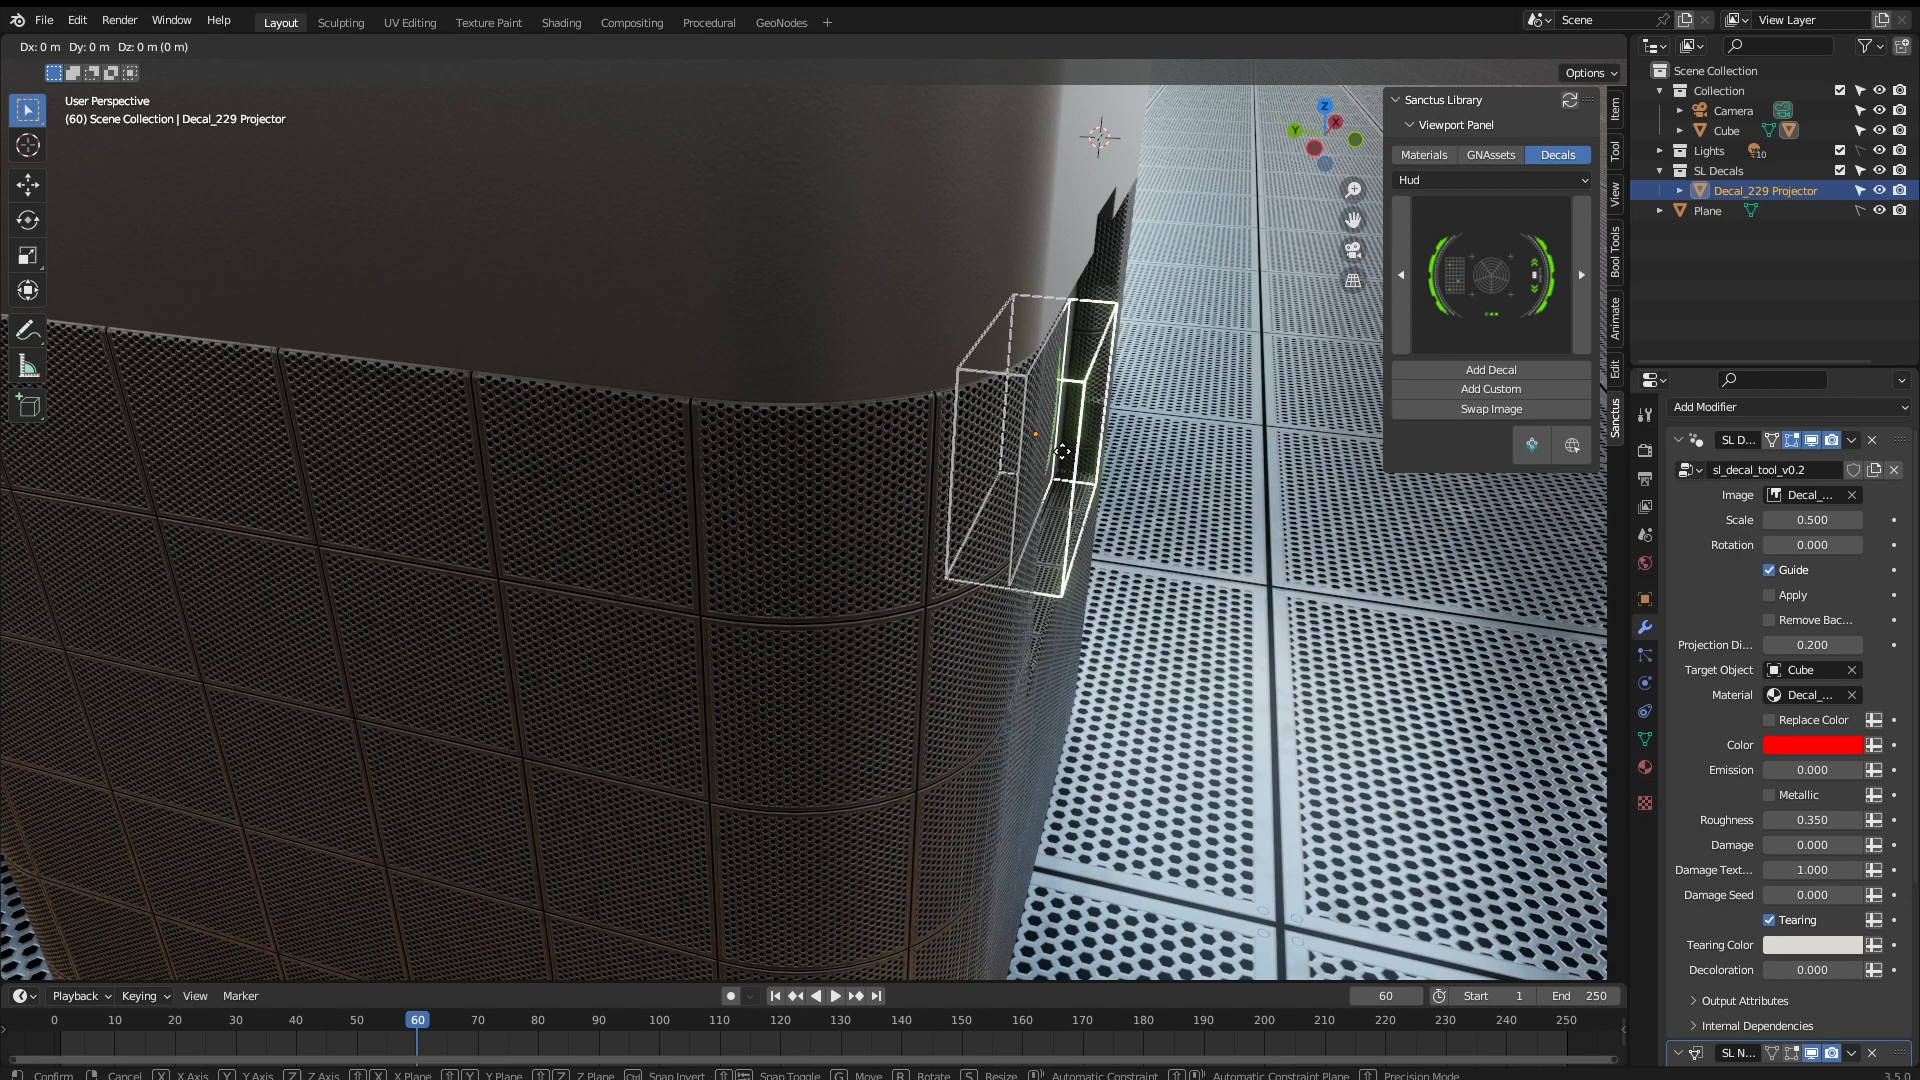 File Edit Render Window Help Layout Sculpting UV Editing Texture Paint Shading Compositing Procedural GeoNodes + Scene View Layer
Dx: 0 m Dy: 0 m Dz: 0 m (0 m)
Options
User Perspective
(60) Scene Collection | Decal_229 Projector
Z
Y
X
Sanctus Library
Viewport Panel
Materials GNAssets Decals
Hud
Add Decal
Add Custom
Swap Image
Item
Tool
View
Bool Tools
Animate
Edit
Sanctus
Scene Collection
Collection
Camera
Cube
Lights 10
SL Decals
Decal_229 Projector
Plane
Add Modifier
SL D...
sl_decal_tool_v0.2
Image Decal_...
Scale 0.500
Rotation 0.000
Guide
Apply
Remove Bac...
Projection Di... 0.200
Target Object Cube
Material Decal_...
Replace Color
Color
Emission 0.000
Metallic
Roughness 0.350
Damage 0.000
Damage Text... 1.000
Damage Seed 0.000
Tearing
Tearing Color
Decoloration 0.000
Output Attributes
Internal Dependencies
SL N...
Playback Keying View Marker 60 Start 1 End 250
0 10 20 30 40 50 60 70 80 90 100 110 120 130 140 150 160 170 180 190 200 210 220 230 240 250
Confirm Cancel X X Axis Y Y Axis Z Z Axis X X Plane Y Y Plane Z Z Plane Ctrl Snap Invert Snap Toggle G Move R Rotate S Resize Automatic Constraint Automatic Constraint Plane Precision Mode 3.5.0